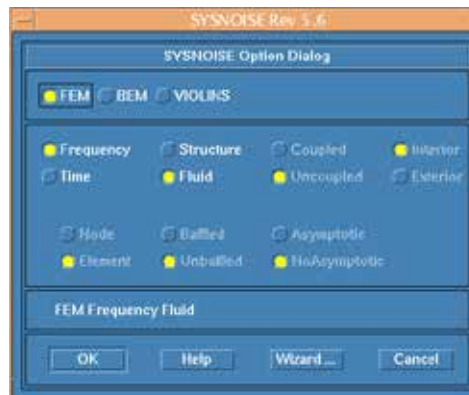 SYSNOISE Rev 5.6
SYSNOISE Option Dialog
FEM BEM VIOLINS
Frequency Structure Coupled Interior
Time Fluid Uncoupled Exterior
Node Baffled Asymptotic
Element Unbaffled NoAsymptotic
FEM Frequency Fluid
OK Help Wizard... Cancel